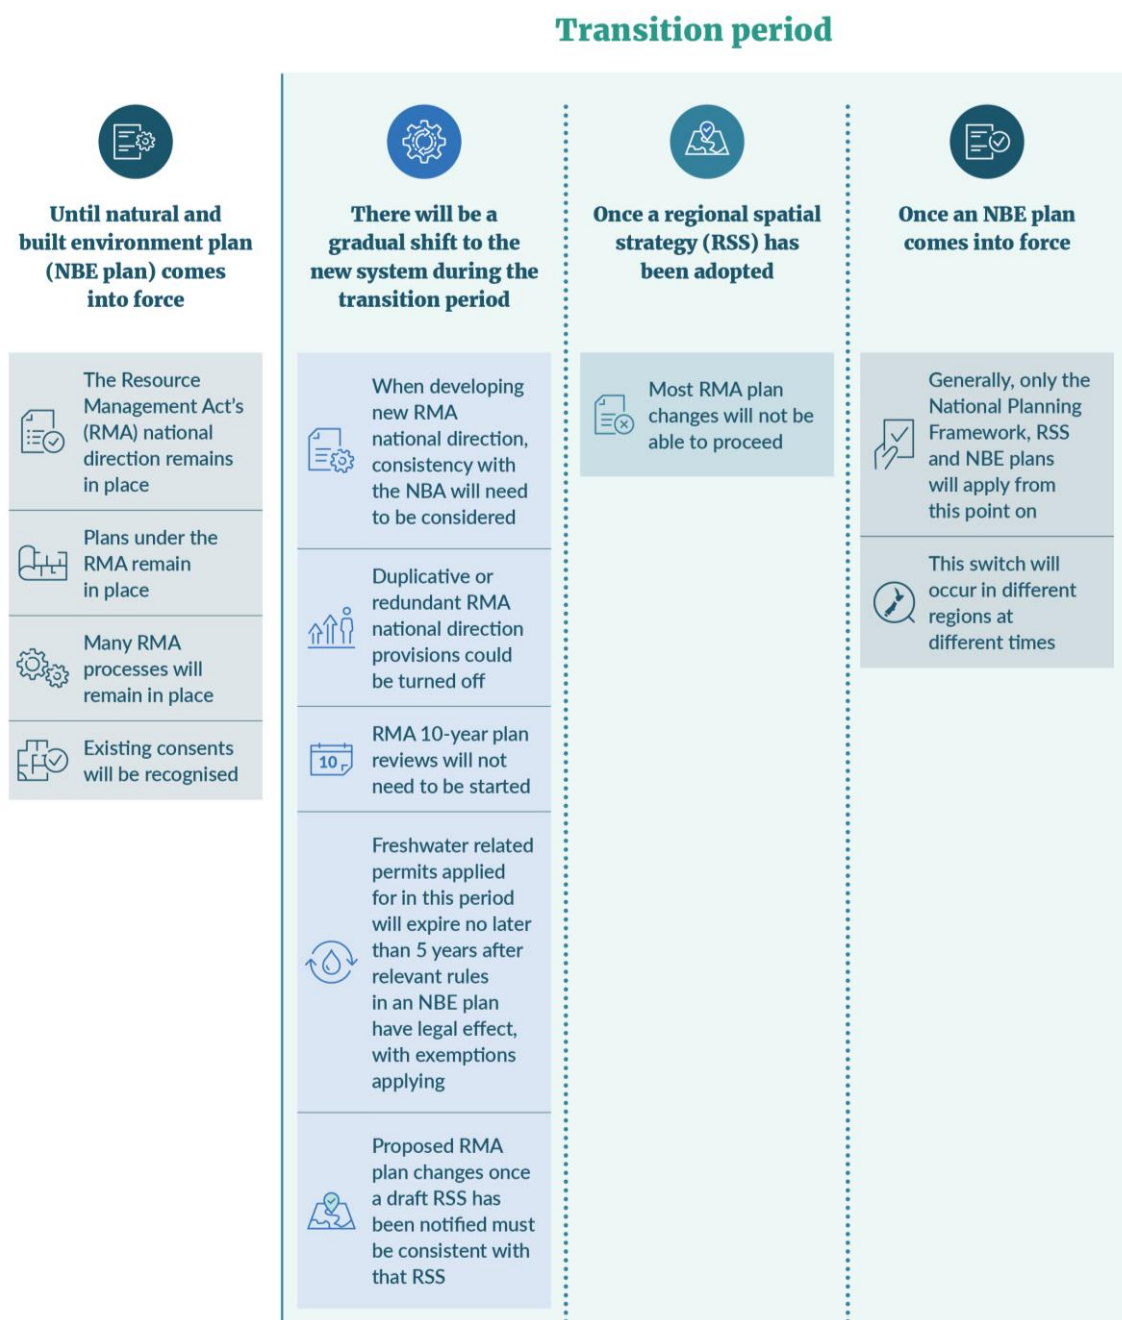 Transition period
Until natural and
built environment plan
(NBE plan) comes
into force
The Resource
Management Act's
(RMA) national
direction remains
in place
Plans under the
RMA remain
in place
Many RMA
processes will
remain in place
Existing consents
will be recognised
There will be a
gradual shift to the
new system during the
transition period
When developing
new RMA
national direction,
consistency with
the NBA will need
to be considered
Duplicative or
redundant RMA
national direction
provisions could
be turned off
10
RMA 10-year plan
reviews will not
need to be started
Freshwater related
permits applied
for in this period
will expire no later
than 5 years after
relevant rules
in an NBE plan
have legal effect,
with exemptions
applying
Proposed RMA
plan changes once
a draft RSS has
been notified must
be consistent with
that RSS
Once a regional spatial
strategy (RSS) has
been adopted
Most RMA plan
changes will not be
able to proceed
Once an NBE plan
comes into force
Generally, only the
National Planning
Framework, RSS
and NBE plans
will apply from
this point on
This switch will
occur in different
regions at
different times